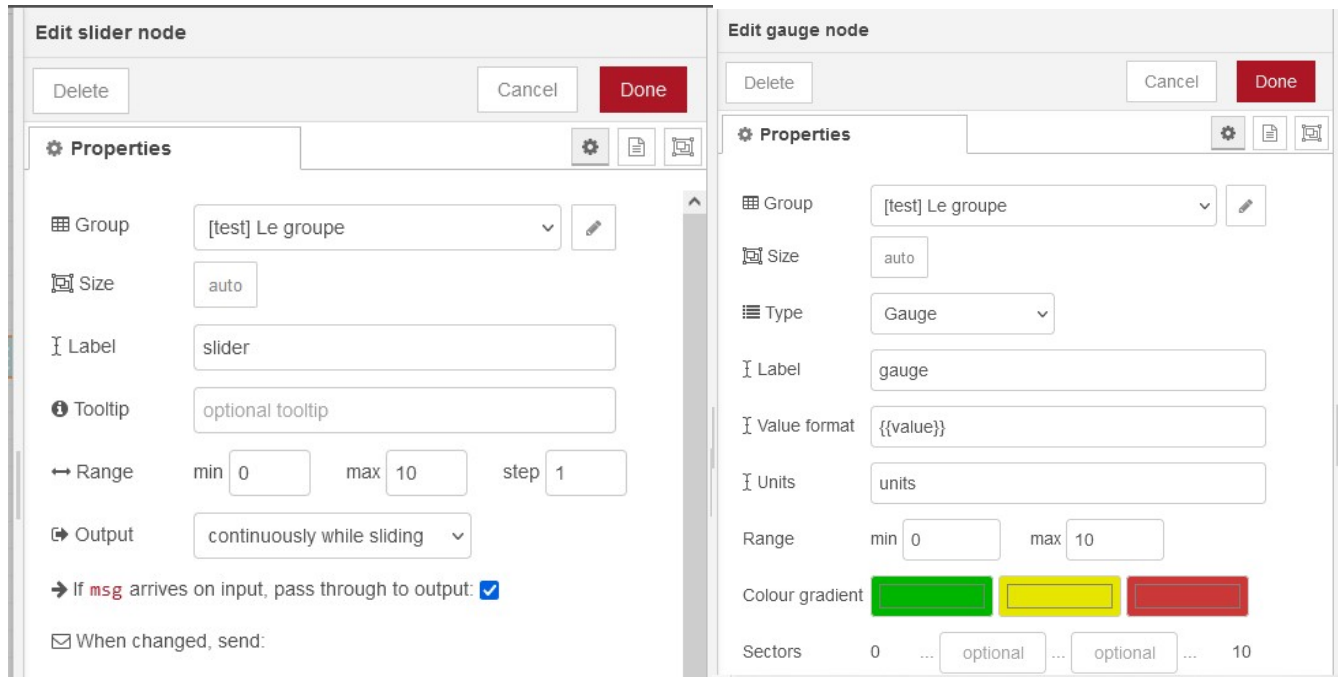 Edit slider node
Delete Cancel Done
Properties
Group [test] Le groupe
Size auto
Label slider
Tooltip optional tooltip
Range min 0 max 10 step 1
Output continuously while sliding
If msg arrives on input, pass through to output:
When changed, send:
Edit gauge node
Delete Cancel Done
Properties
Group [test] Le groupe
Size auto
Type Gauge
Label gauge
Value format {{value}}
Units units
Range min 0 max 10
Colour gradient
Sectors 0 ... optional ... optional ... 10